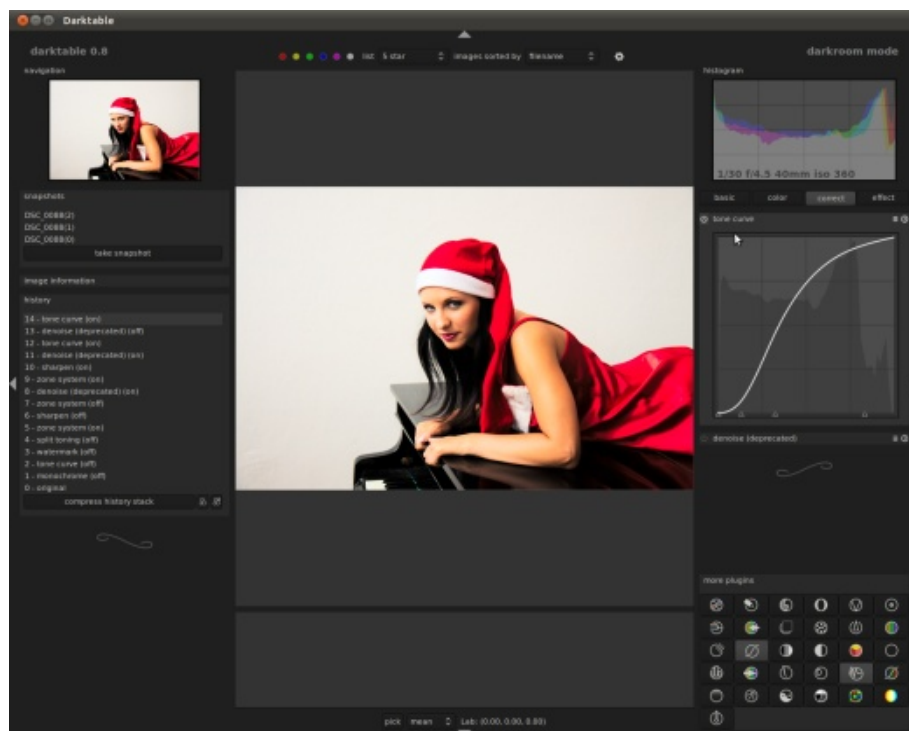 Darktable
darktable 0.8
list 5 star images sorted by filename
darkroom mode
navigation
snapshots
DSC_0088(2)
DSC_0088(1)
DSC_0088(0)
take snapshot
image information
history
14 - tone curve (on)
13 - denoise (deprecated) (off)
12 - tone curve (on)
11 - denoise (deprecated) (on)
10 - sharpen (on)
9 - zone system (on)
8 - denoise (deprecated) (on)
7 - zone system (off)
6 - sharpen (off)
5 - zone system (on)
4 - split toning (off)
3 - watermark (off)
2 - tone curve (off)
1 - monochrome (off)
0 - original
compress history stack
histogram
1/30 f/4.5 40mm iso 360
basic color correct effect
tone curve
denoise (deprecated)
more plugins
pick mean Lab: (0.00, 0.00, 0.00)